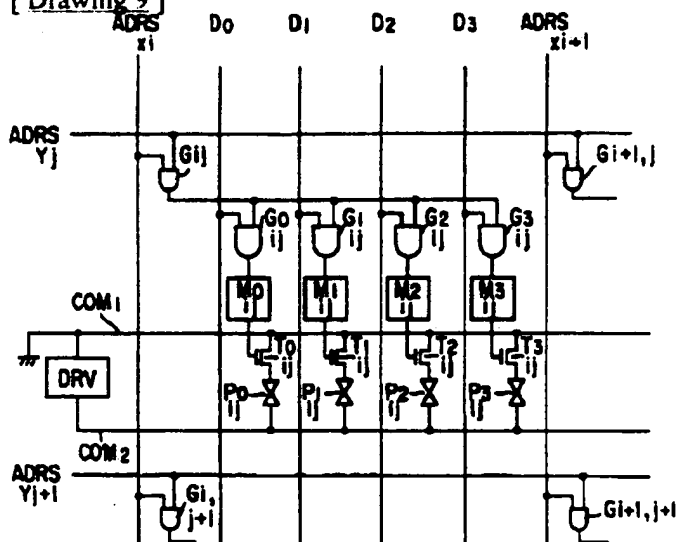 [ Drawing 9 ]
ADRS xi D0 D1 D2 D3 ADRS xi+1
ADRS Yj
Gij
Gi+1,j
G0 ij G1 ij G2 ij G3 ij
M0 ij M1 ij M2 ij M3 ij
COM1
T0 ij T1 ij T2 ij T3 ij
DRV
P0 ij P1 ij P2 ij P3 ij
COM2
ADRS Yj+1
Gi, j+1
Gi+1,j+1